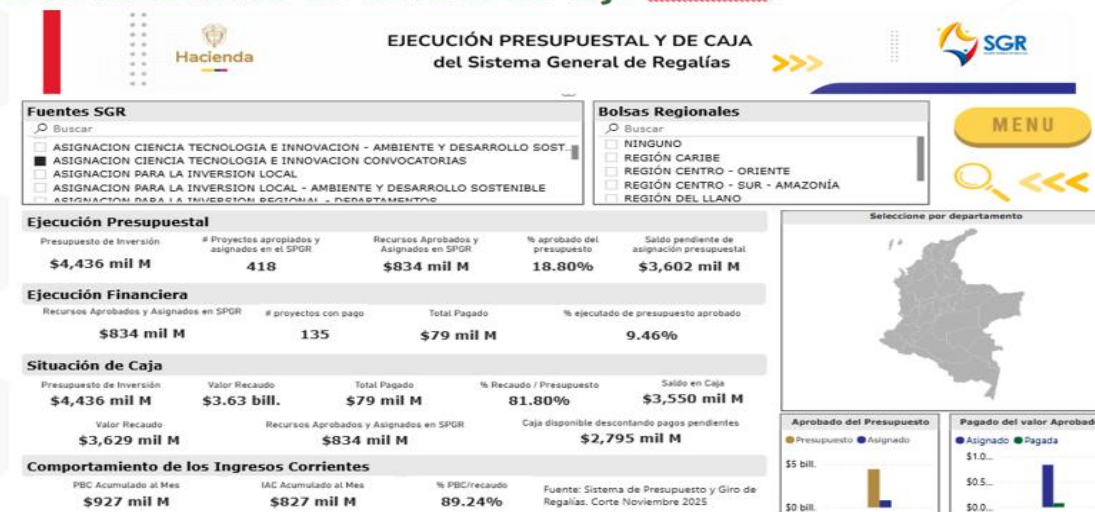 Hacienda
EJECUCIÓN PRESUPUESTAL Y DE CAJA
del Sistema General de Regalías
>>>
SGR
Fuentes SGR
Buscar
ASIGNACION CIENCIA TECNOLOGIA E INNOVACION - AMBIENTE Y DESARROLLO SOST...
ASIGNACION CIENCIA TECNOLOGIA E INNOVACION CONVOCATORIAS
ASIGNACION PARA LA INVERSION LOCAL
ASIGNACION PARA LA INVERSION LOCAL - AMBIENTE Y DESARROLLO SOSTENIBLE
ASIGNACION PARA LA INVERSION REGIONAL - DEPARTAMENTOS
Bolsas Regionales
Buscar
NINGUNO
REGIÓN CARIBE
REGIÓN CENTRO - ORIENTE
REGIÓN CENTRO - SUR - AMAZONÍA
REGIÓN DEL LLANO
MENU
<<<
Ejecución Presupuestal
Presupuesto de Inversión
$4,436 mil M
# Proyectos apropiados y
asignados en el SPGR
418
Recursos Aprobados y
Asignados en SPGR
$834 mil M
% aprobado del
presupuesto
18.80%
Saldo pendiente de
asignación presupuestal
$3,602 mil M
Ejecución Financiera
Recursos Aprobados y Asignados en SPGR
$834 mil M
# proyectos con pago
135
Total Pagado
$79 mil M
% ejecutado de presupuesto aprobado
9.46%
Situación de Caja
Presupuesto de Inversión
$4,436 mil M
Valor Recaudo
$3.63 bill.
Total Pagado
$79 mil M
% Recaudo / Presupuesto
81.80%
Saldo en Caja
$3,550 mil M
Valor Recaudo
$3,629 mil M
Recursos Aprobados y Asignados en SPGR
$834 mil M
Caja disponible descontando pagos pendientes
$2,795 mil M
Comportamiento de los Ingresos Corrientes
PBC Acumulado al Mes
$927 mil M
IAC Acumulado al Mes
$827 mil M
% PBC/recaudo
89.24%
Fuente: Sistema de Presupuesto y Giro de
Regalías. Corte Noviembre 2025
Seleccione por departamento
Aprobado del Presupuesto
Presupuesto Asignado
$5 bill.
$0 bill.
Pagado del valor Aprobado
Asignado Pagada
$1.0...
$0.5...
$0.0...